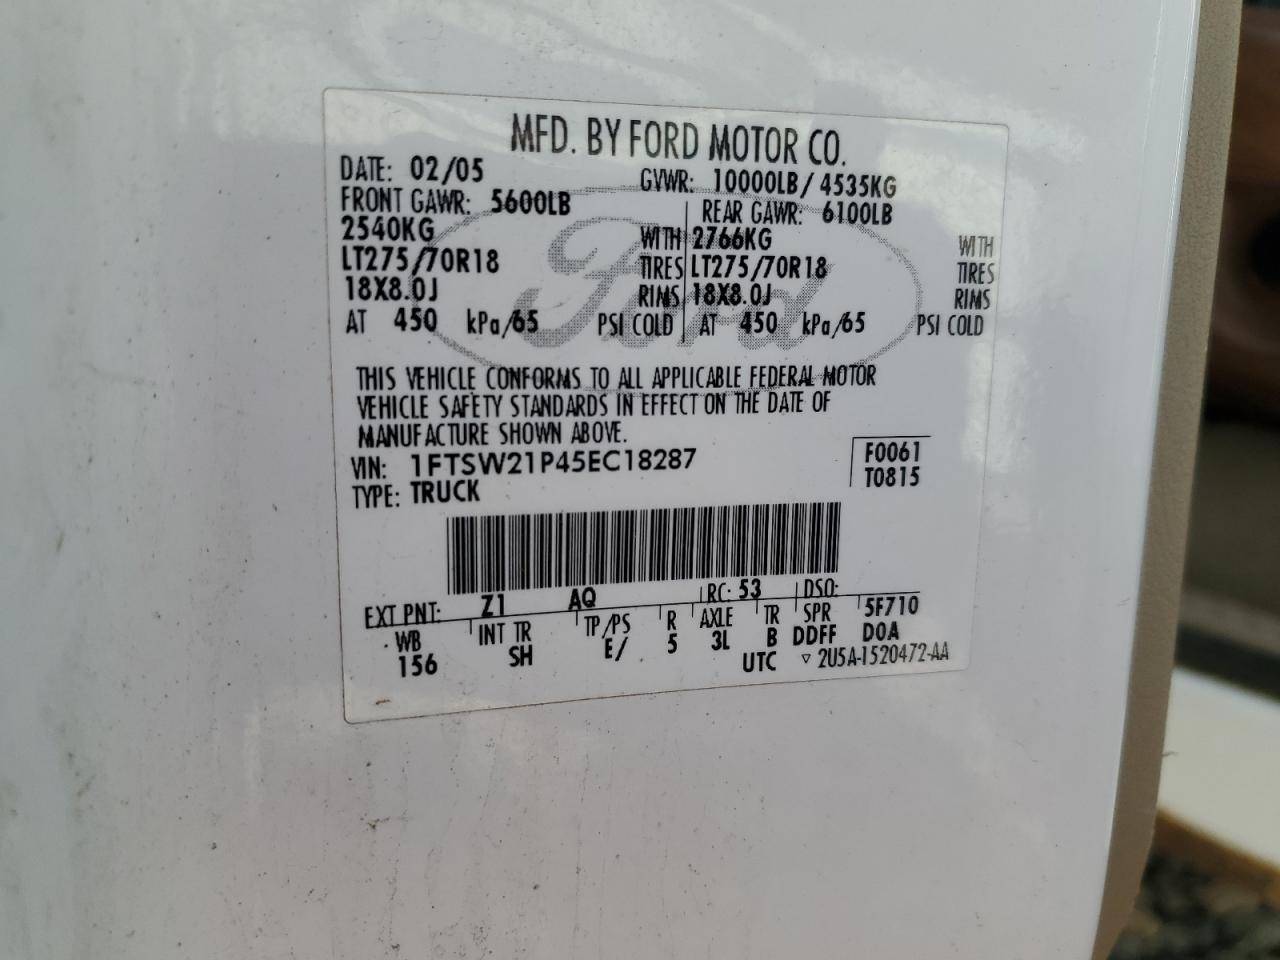 MFD. BY FORD MOTOR CO.
DATE: 02/05 GVWR: 10000LB/4535KG
FRONT GAWR: 5600LB REAR GAWR: 6100LB
2540KG WITH 2766KG WITH
LT275/70R18 TIRES LT275/70R18 TIRES
18X8.0J RIMS 18X8.0J RIMS
AT 450 kPa/65 PSI COLD AT 450 kPa/65 PSI COLD
Ford
THIS VEHICLE CONFORMS TO ALL APPLICABLE FEDERAL MOTOR
VEHICLE SAFETY STANDARDS IN EFFECT ON THE DATE OF
MANUFACTURE SHOWN ABOVE.
VIN: 1FTSW21P45EC18287 F0061
TYPE: TRUCK T0815
EXT PNT: Z1 AQ RC: 53 DSO:
WB INT TR TP/PS R AXLE TR SPR 5F710
156 SH E/ 5 3L B DDFF DOA
UTC ▽ 2U5A-1520472-AA